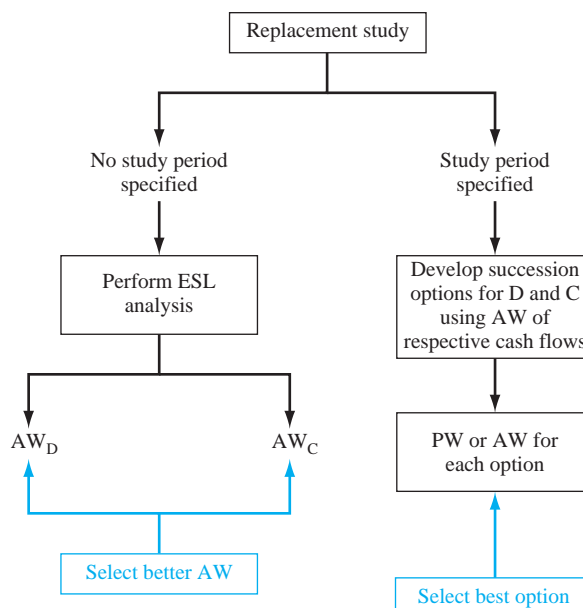 Replacement study
No study period
specified
Study period
specified
Perform ESL
analysis
Develop succession
options for D and C
using AW of
respective cash flows
AW_D
AW_C
PW or AW for
each option
Select better AW
Select best option